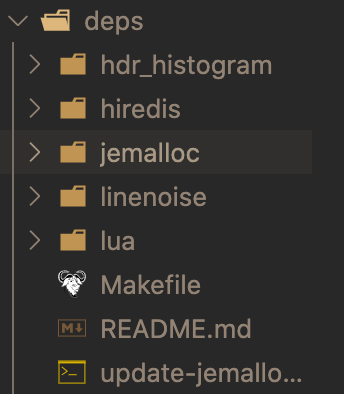 deps
hdr_histogram
hiredis
jemalloc
linenoise
lua
Makefile
README.md
update-jemallo...